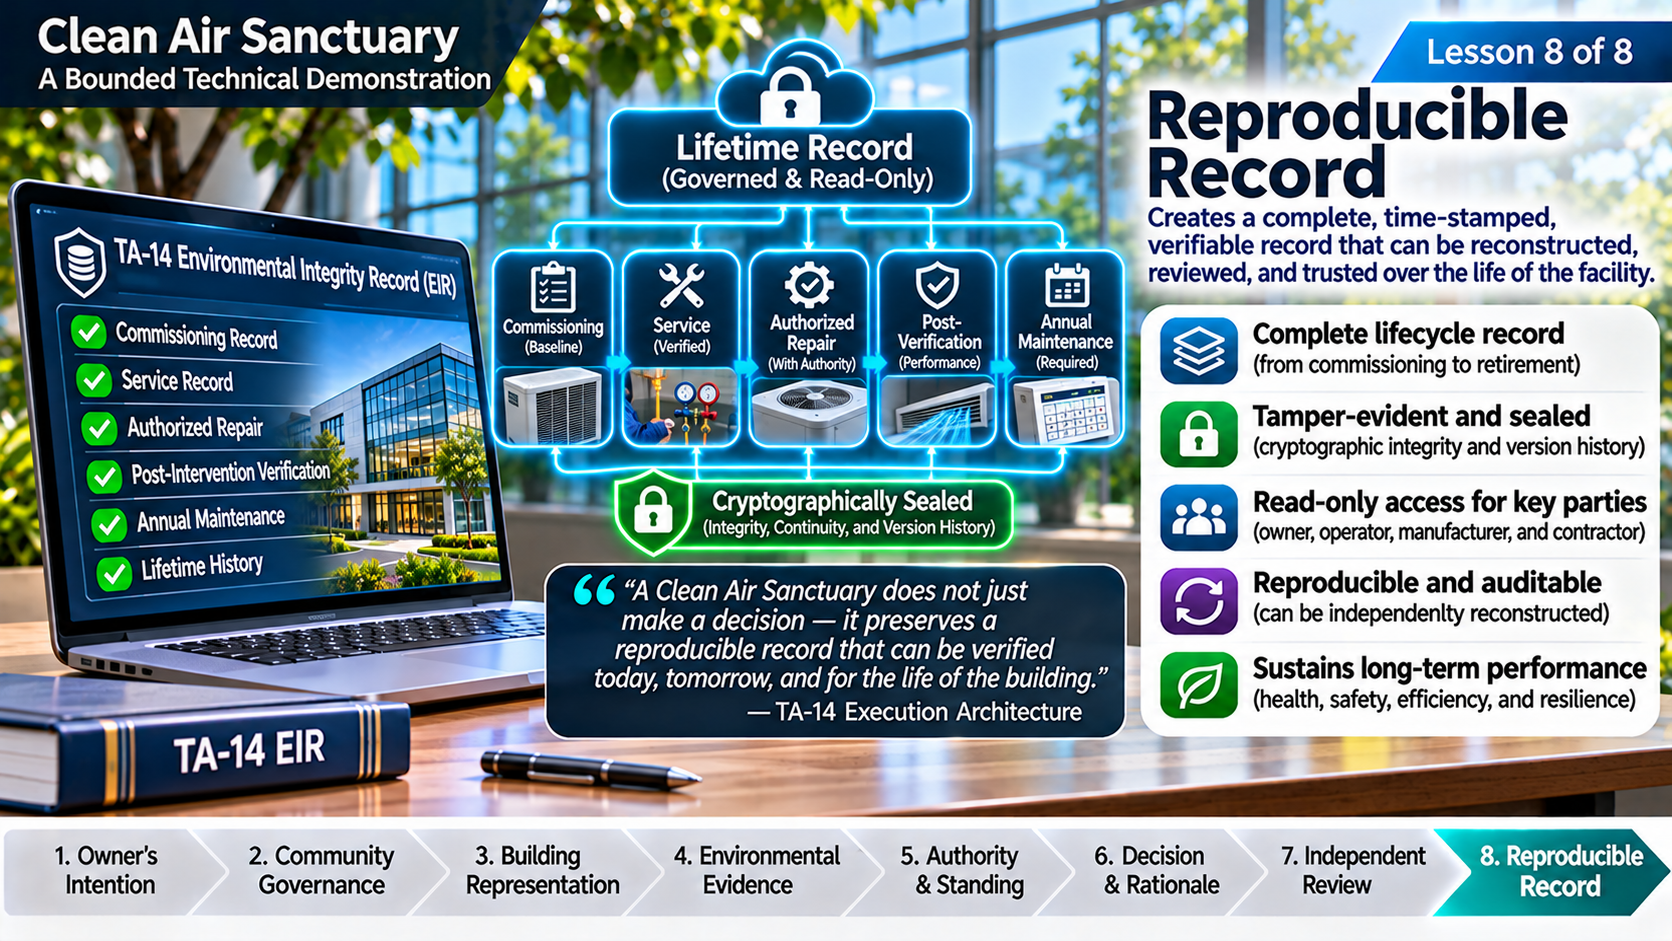 Clean Air Sanctuary
A Bounded Technical Demonstration
Lesson 8 of 8
Reproducible
Record
Creates a complete, time-stamped,
verifiable record that can be reconstructed,
reviewed, and trusted over the life of the facility.
Lifetime Record
(Governed & Read-Only)
TA-14 Environmental Integrity Record (EIR)
Commissioning Record
Service Record
Authorized Repair
Post-Intervention Verification
Annual Maintenance
Lifetime History
Commissioning
(Baseline)
Service
(Verified)
Authorized
Repair
(With Authority)
Post-
Verification
(Performance)
Annual
Maintenance
(Required)
Cryptographically Sealed
(Integrity, Continuity, and Version History)
“ “A Clean Air Sanctuary does not just
make a decision — it preserves a
reproducible record that can be verified
today, tomorrow, and for the life of the building.”
— TA-14 Execution Architecture
Complete lifecycle record
(from commissioning to retirement)
Tamper-evident and sealed
(cryptographic integrity and version history)
Read-only access for key parties
(owner, operator, manufacturer, and contractor)
Reproducible and auditable
(can be independenlty reconstructed)
Sustains long-term performance
(health, safety, efficiency, and resilience)
TA-14 EIR
1. Owner's
Intention
2. Community
Governance
3. Building
Representation
4. Environmental
Evidence
5. Authority
& Standing
6. Decision
& Rationale
7. Independent
Review
8. Reproducible
Record